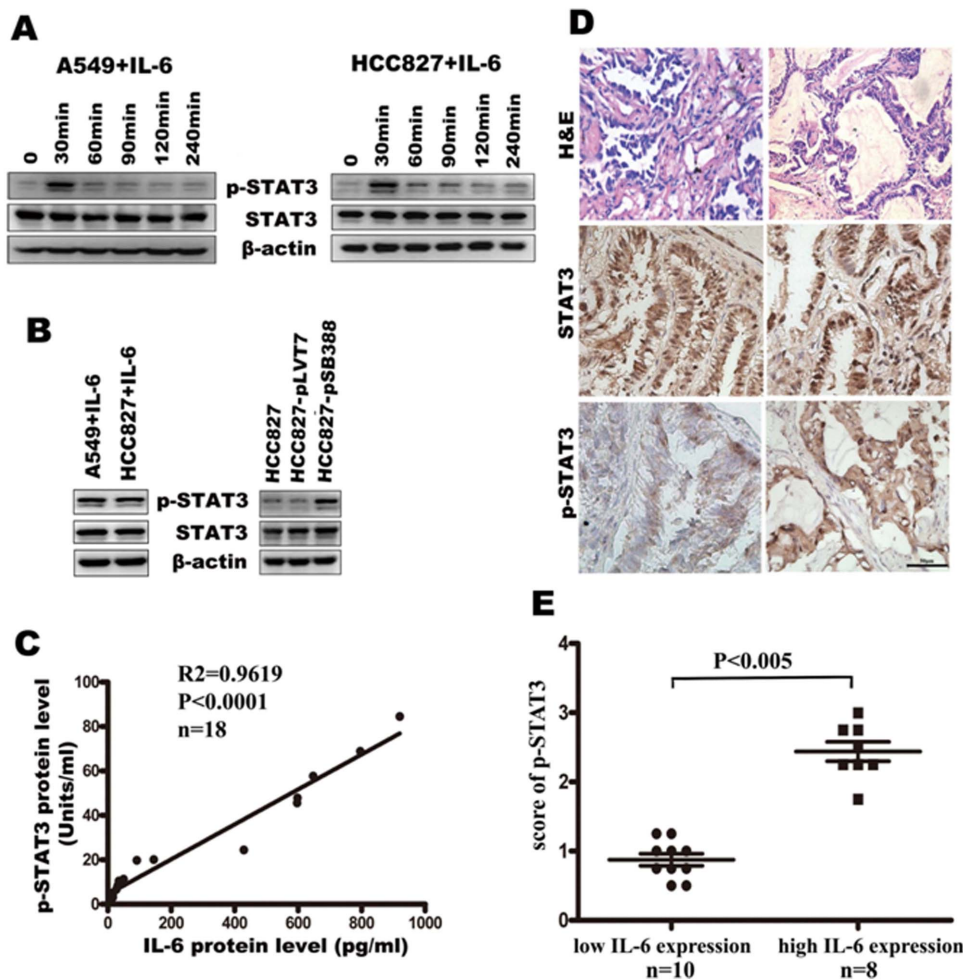 A
A549+IL-6
0 30min 60min 90min 120min 240min
HCC827+IL-6
0 30min 60min 90min 120min 240min
p-STAT3
STAT3
β-actin
B
A549+IL-6
HCC827+IL-6
HCC827
HCC827-pLVT7
HCC827-pSB388
p-STAT3
STAT3
β-actin
C
R2=0.9619
P<0.0001
n=18
p-STAT3 protein level
(Units/ml)
100
80
60
40
20
0
0 200 400 600 800 1000
IL-6 protein level (pg/ml)
D
H&E
STAT3
p-STAT3
E
P<0.005
score of p-STAT3
4
3
2
1
0
low IL-6 expression
n=10
high IL-6 expression
n=8